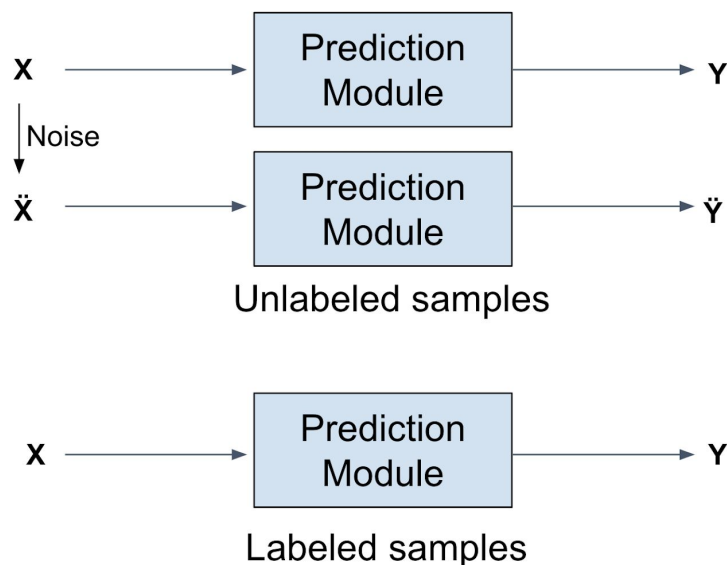 X
Prediction
Module
Y
Noise
Ẍ
Prediction
Module
Ÿ
Unlabeled samples
X
Prediction
Module
Y
Labeled samples